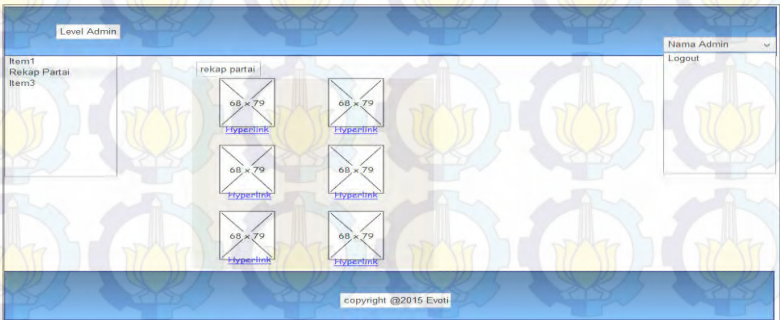 Level Admin
Nama Admin
Logout
Item1
Rekap Partai
Item3
rekap partai
68 x 79
68 x 79
Hyperlink
Hyperlink
68 x 79
68 x 79
Hyperlink
Hyperlink
68 x 79
68 x 79
Hyperlink
Hyperlink
copyright @2015 Evoti